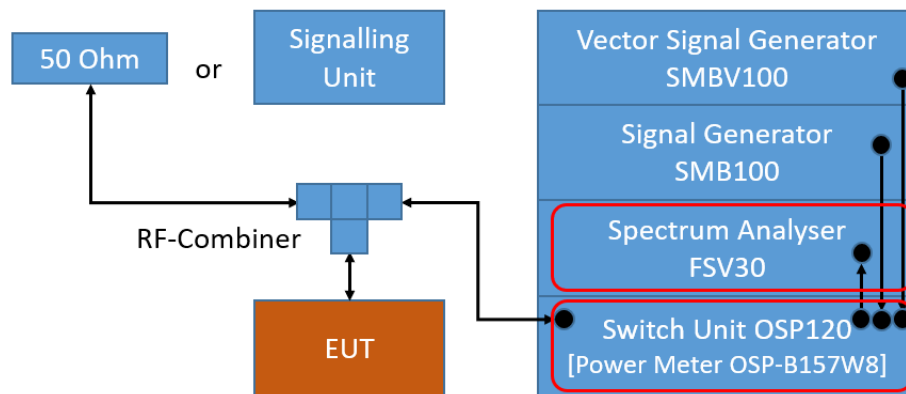 50 Ohm
or
Signalling
Unit
Vector Signal Generator
SMBV100
Signal Generator
SMB100
Spectrum Analyser
FSV30
RF-Combiner
EUT
Switch Unit OSP120
[Power Meter OSP-B157W8]